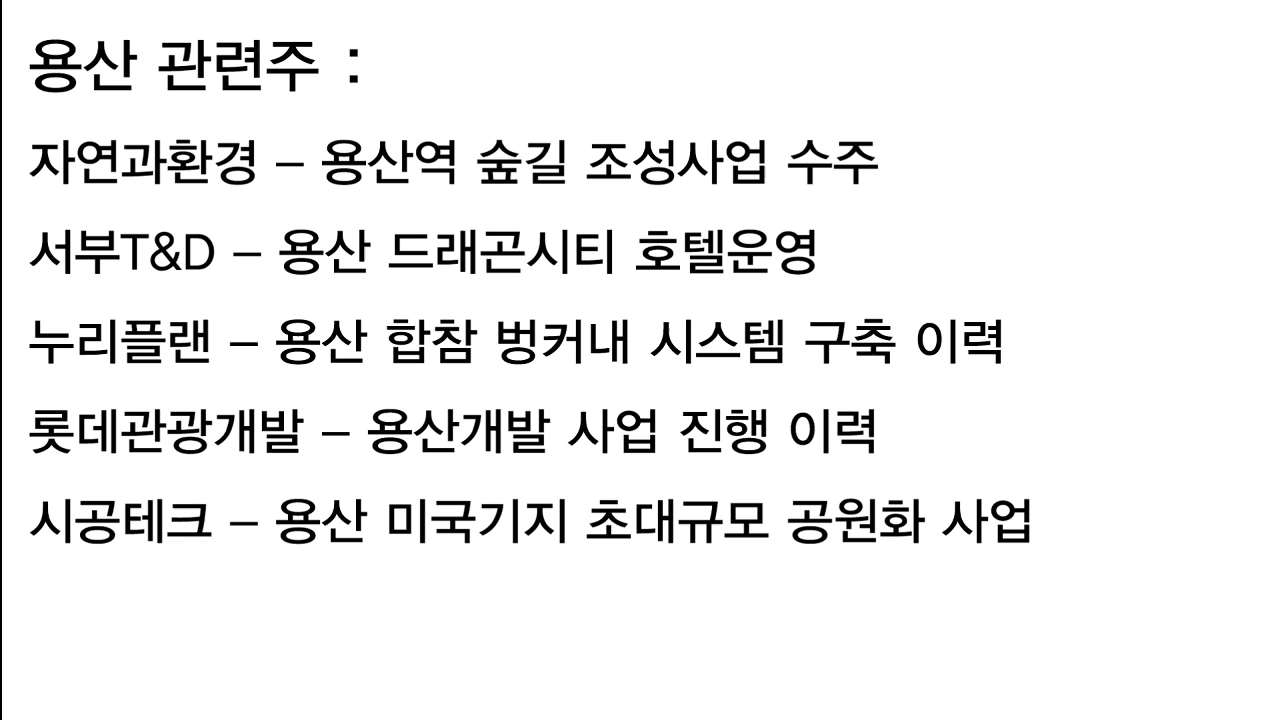 용산 관련주 :
자연과환경 – 용산역 숲길 조성사업 수주
서부T&D – 용산 드래곤시티 호텔운영
누리플랜 – 용산 합참 벙커내 시스템 구축 이력
롯데관광개발 – 용산개발 사업 진행 이력
시공테크 – 용산 미국기지 초대규모 공원화 사업